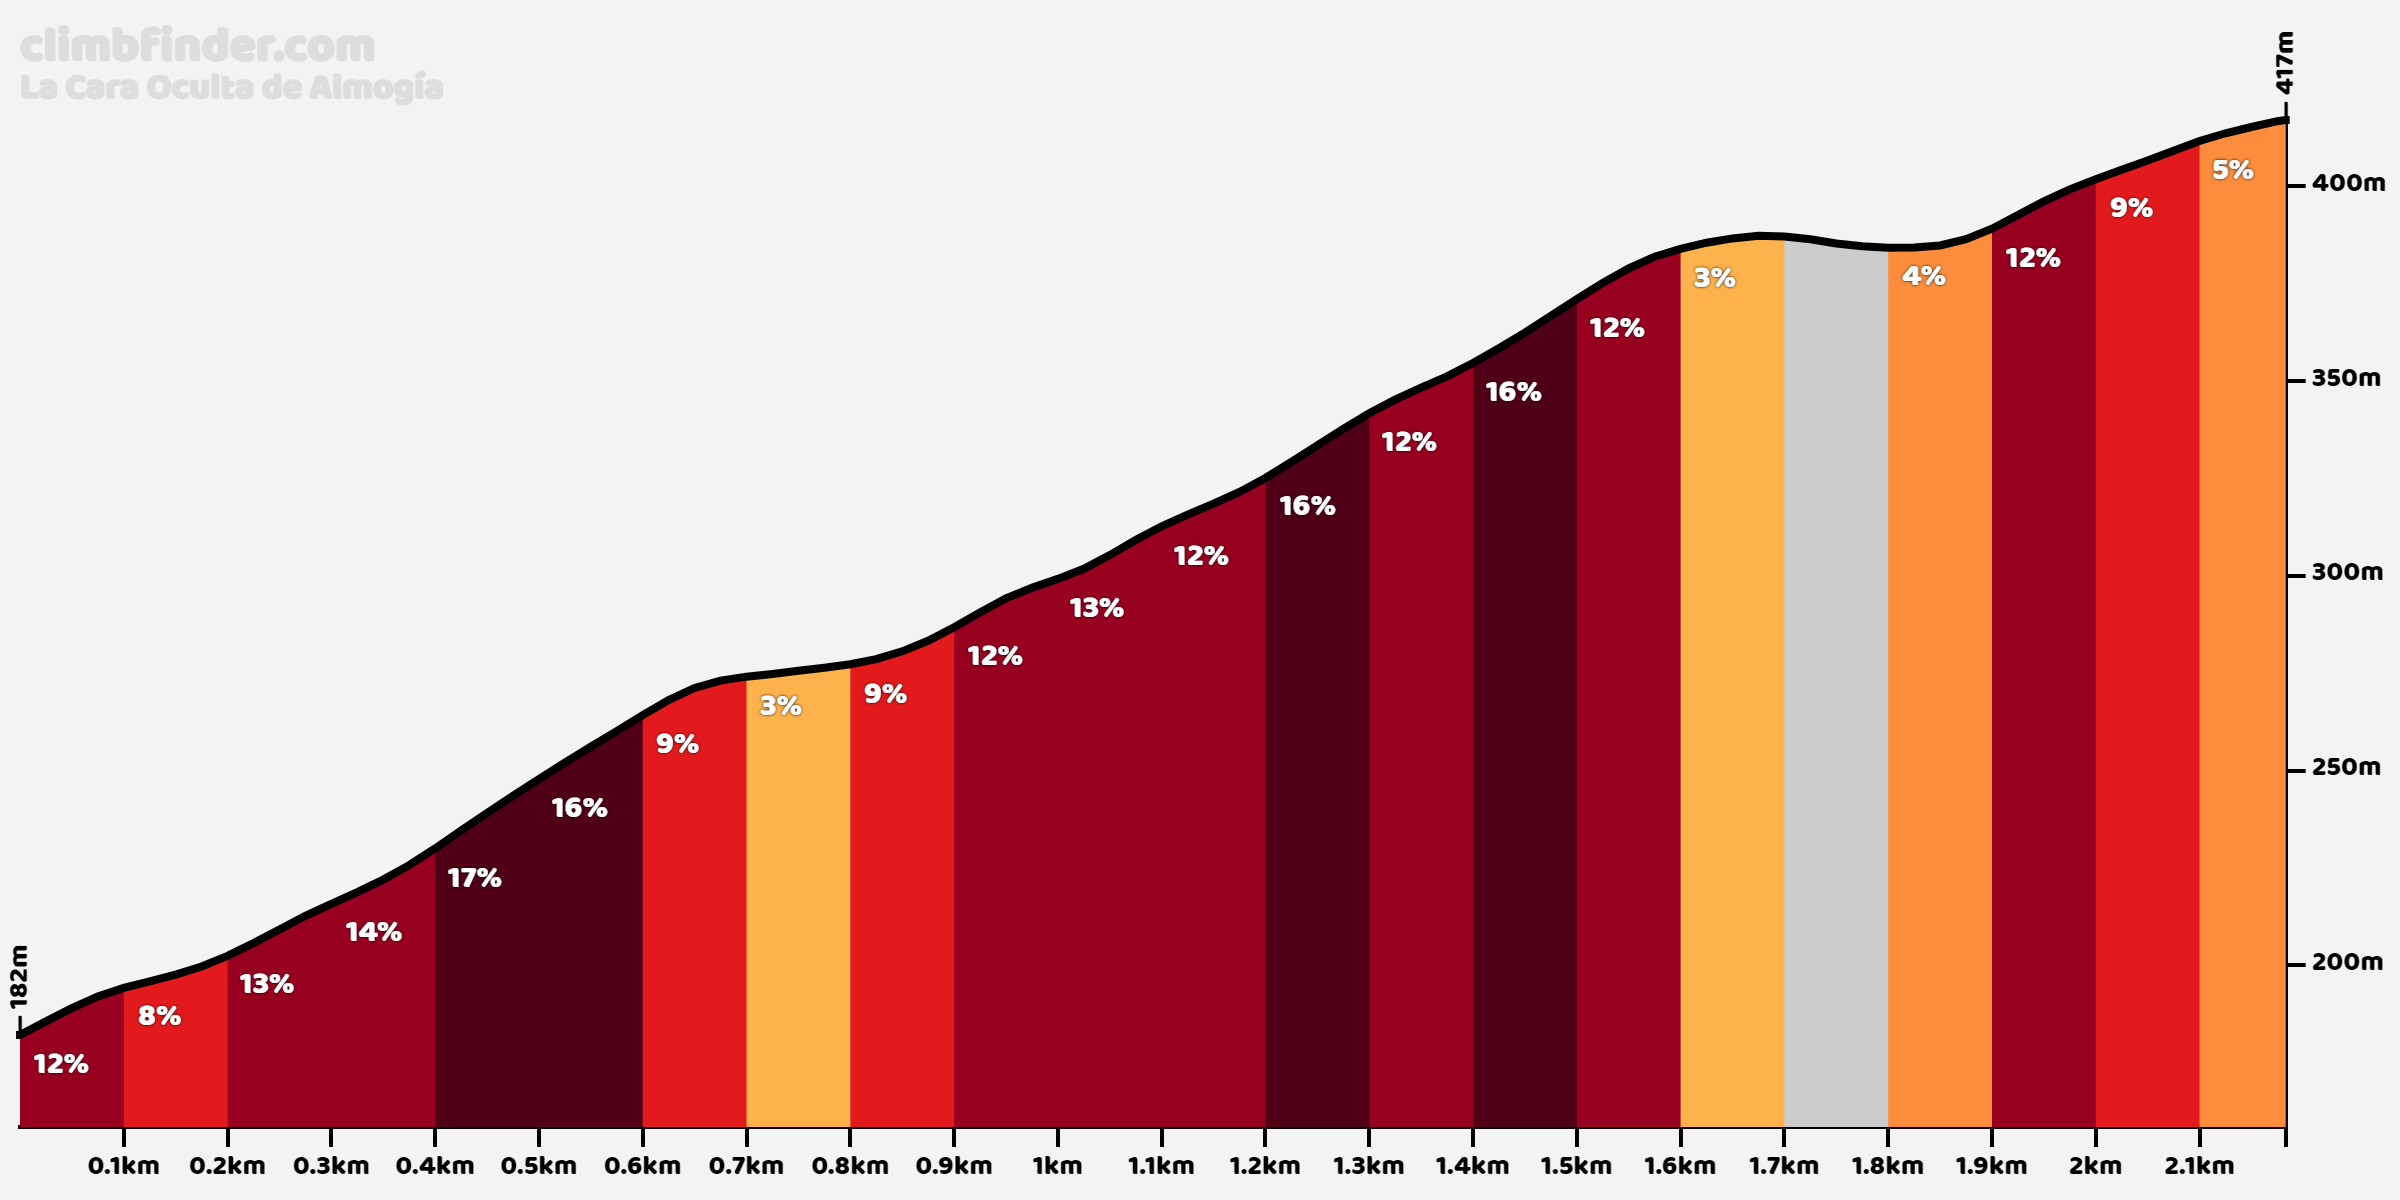 climbfinder.com
La Cara Oculta de Almogía
417m
400m
5%
9%
12%
4%
3%
12%
350m
16%
12%
16%
300m
12%
13%
12%
9%
3%
9%
250m
16%
17%
14%
13%
200m
182m
8%
12%
0.1km 0.2km 0.3km 0.4km 0.5km 0.6km 0.7km 0.8km 0.9km 1km 1.1km 1.2km 1.3km 1.4km 1.5km 1.6km 1.7km 1.8km 1.9km 2km 2.1km